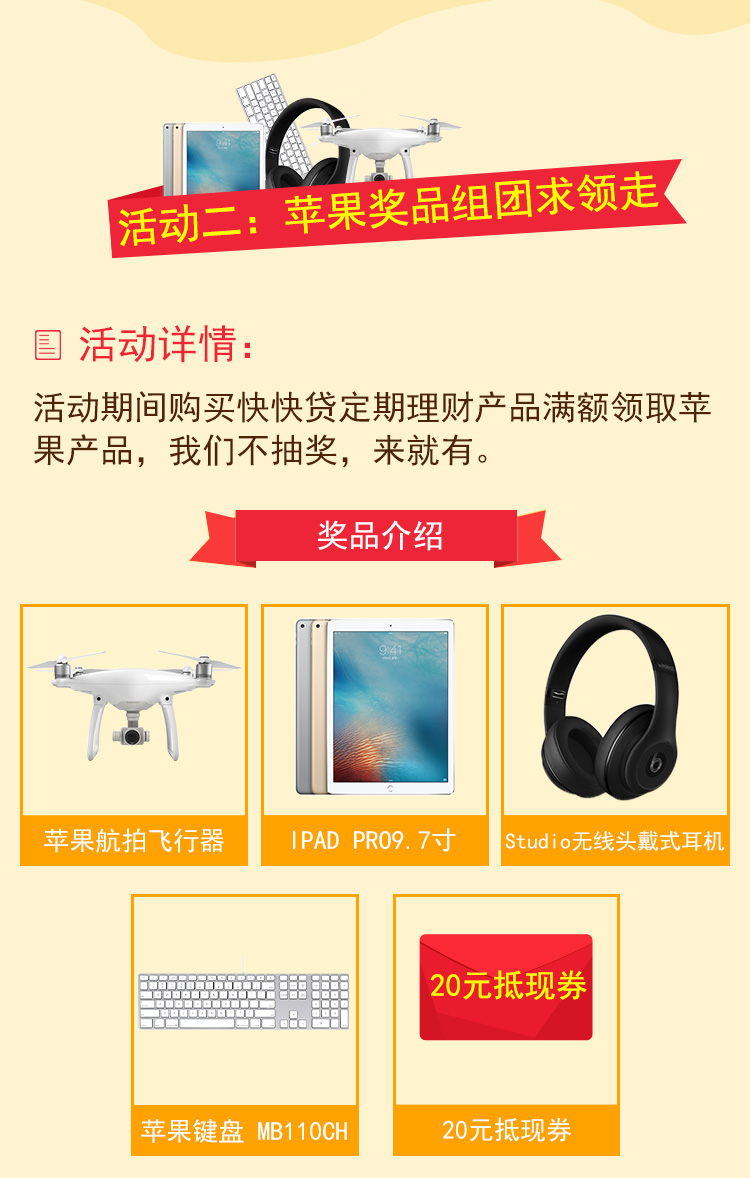 活动二：苹果奖品组团求领走
活动详情：
活动期间购买快快贷定期理财产品满额领取苹
果产品，我们不抽奖，来就有。
奖品介绍
9:41
苹果航拍飞行器
IPAD PRO9.7寸
Studio无线头戴式耳机
20元抵现券
苹果键盘 MB110CH
20元抵现券